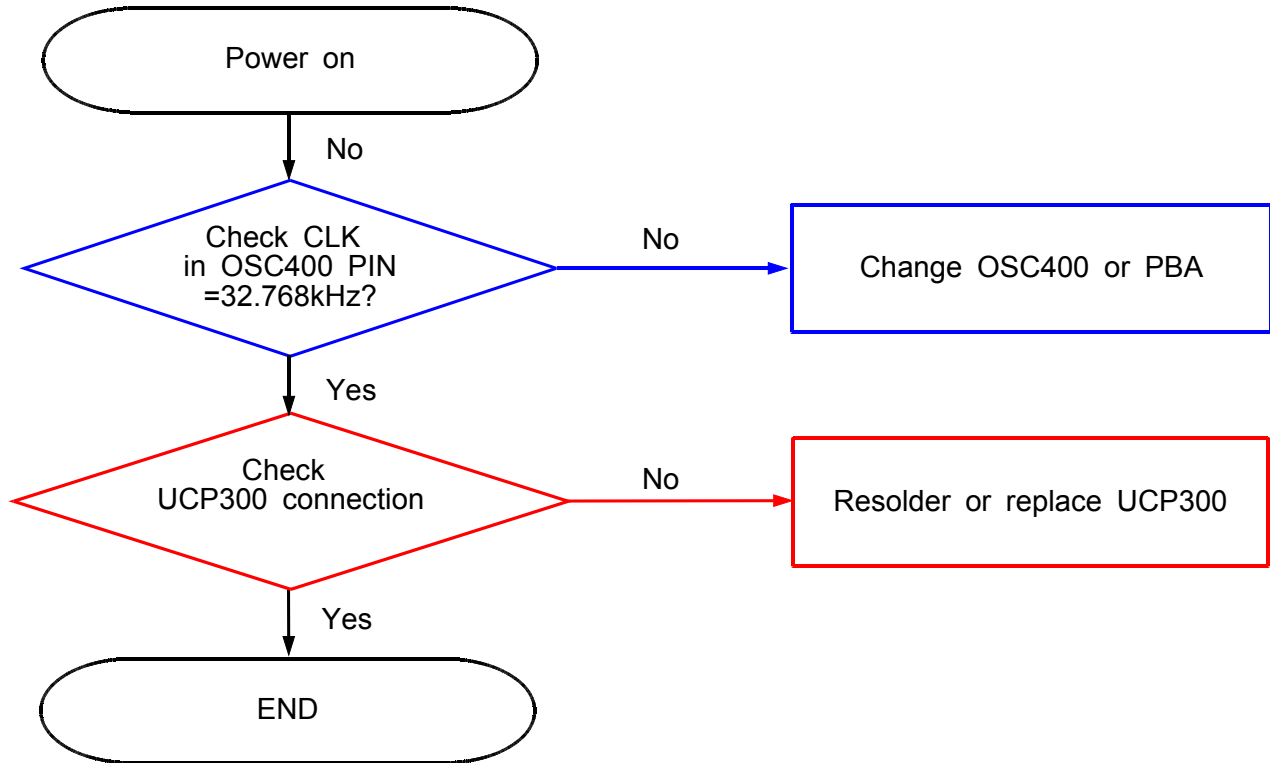 Power on
No
Check CLK
in OSC400 PIN
=32.768kHz?
No
Change OSC400 or PBA
Yes
Check
UCP300 connection
No
Resolder or replace UCP300
Yes
END